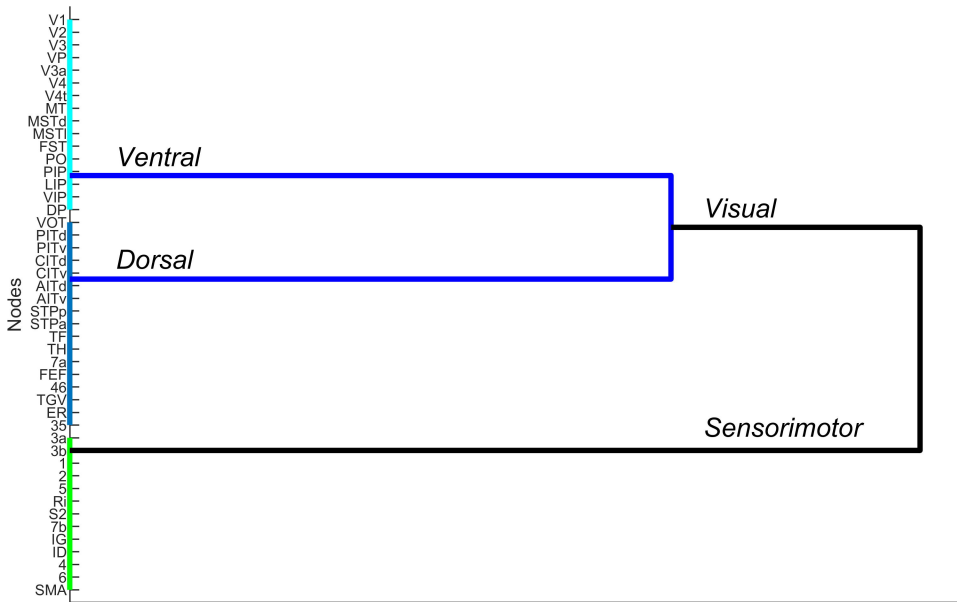 V1
V2
V3
VP
V3a
V4
V4t
MT
MSTd
MSTl
FST
PO
PIP
LIP
VIP
DP
VOT
PITd
PITv
CITd
CITv
AITd
AITv
STPp
STPa
TF
TH
7a
FEF
46
TGV
ER
35
3a
3b
1
2
5
Ri
S2
7b
IG
ID
4
6
SMA
Nodes
Ventral
Dorsal
Visual
Sensorimotor